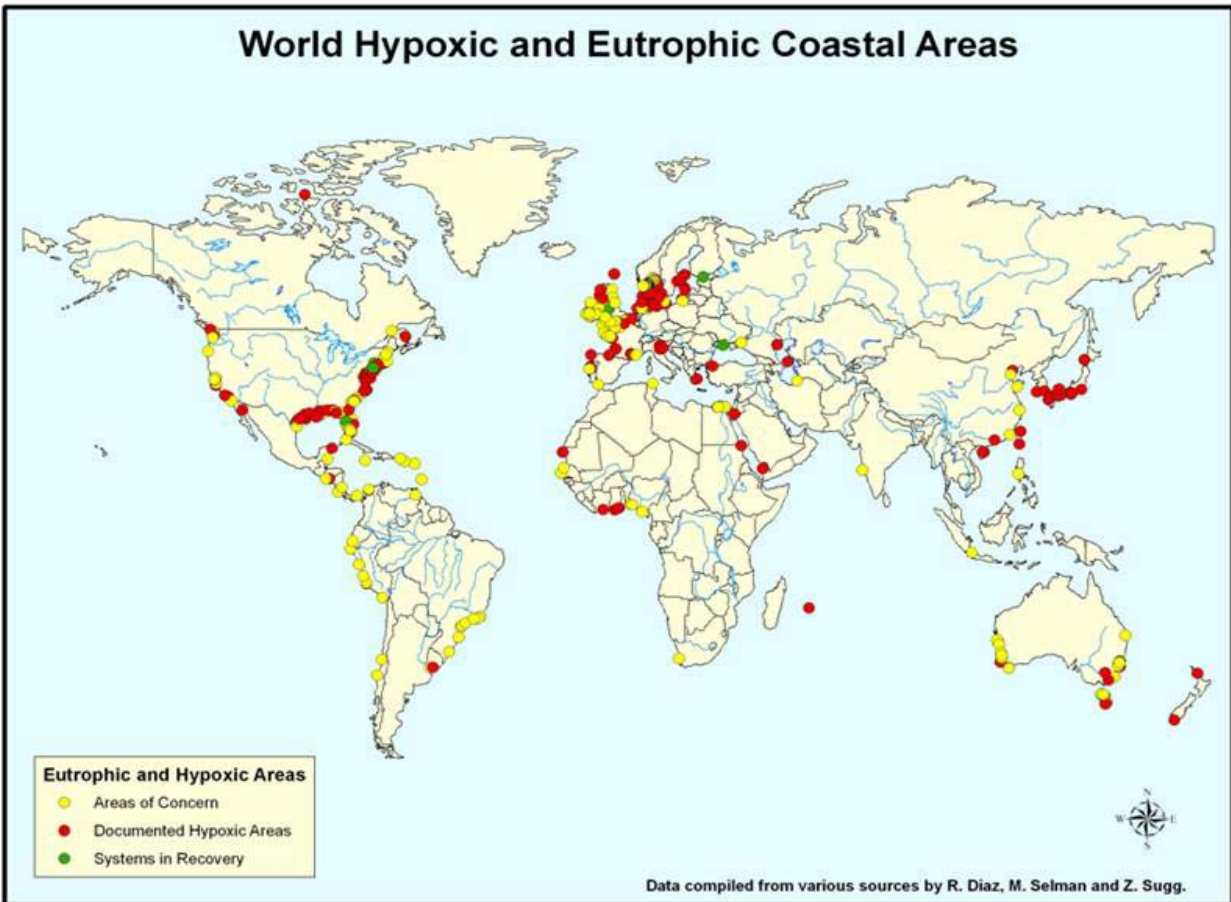 World Hypoxic and Eutrophic Coastal Areas
Eutrophic and Hypoxic Areas
Areas of Concern
Documented Hypoxic Areas
Systems in Recovery
N
W E
S
Data compiled from various sources by R. Diaz, M. Selman and Z. Sugg.